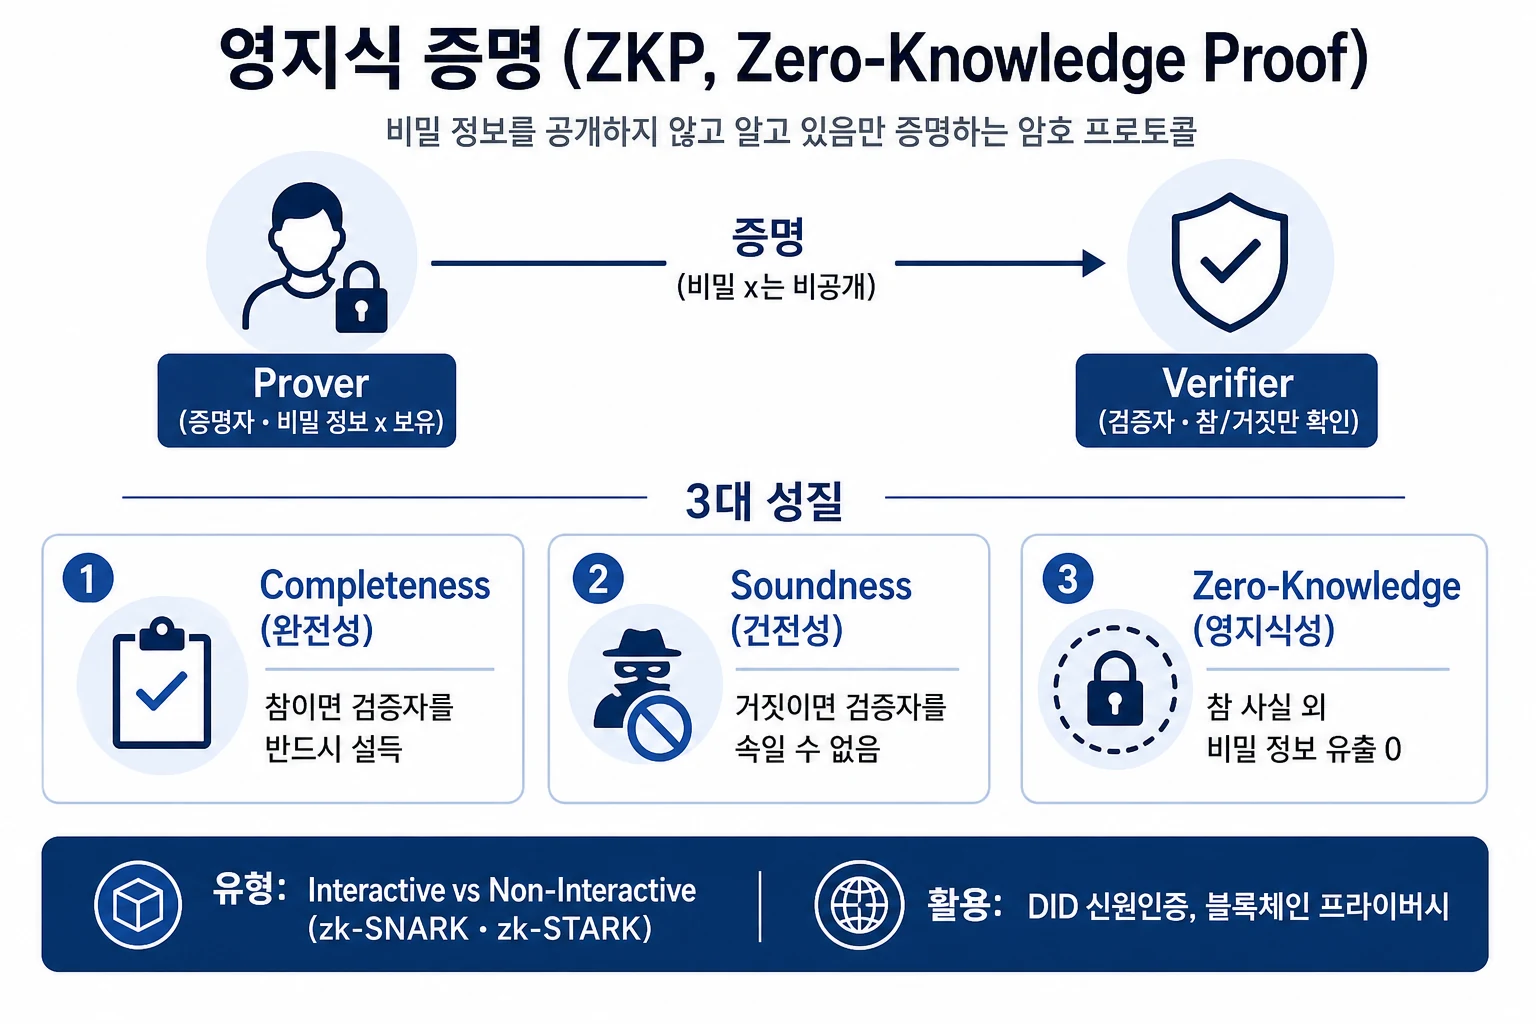 영지식 증명 (ZKP, Zero-Knowledge Proof)
비밀 정보를 공개하지 않고 알고 있음만 증명하는 암호 프로토콜
증명
(비밀 x는 비공개)
Prover
(증명자 · 비밀 정보 x 보유)
Verifier
(검증자 · 참/거짓만 확인)
3대 성질
1
Completeness
(완전성)
참이면 검증자를
반드시 설득
2
Soundness
(건전성)
거짓이면 검증자를
속일 수 없음
3
Zero-Knowledge
(영지식성)
참 사실 외
비밀 정보 유출 0
유형: Interactive vs Non-Interactive
(zk-SNARK · zk-STARK)
활용: DID 신원인증, 블록체인 프라이버시